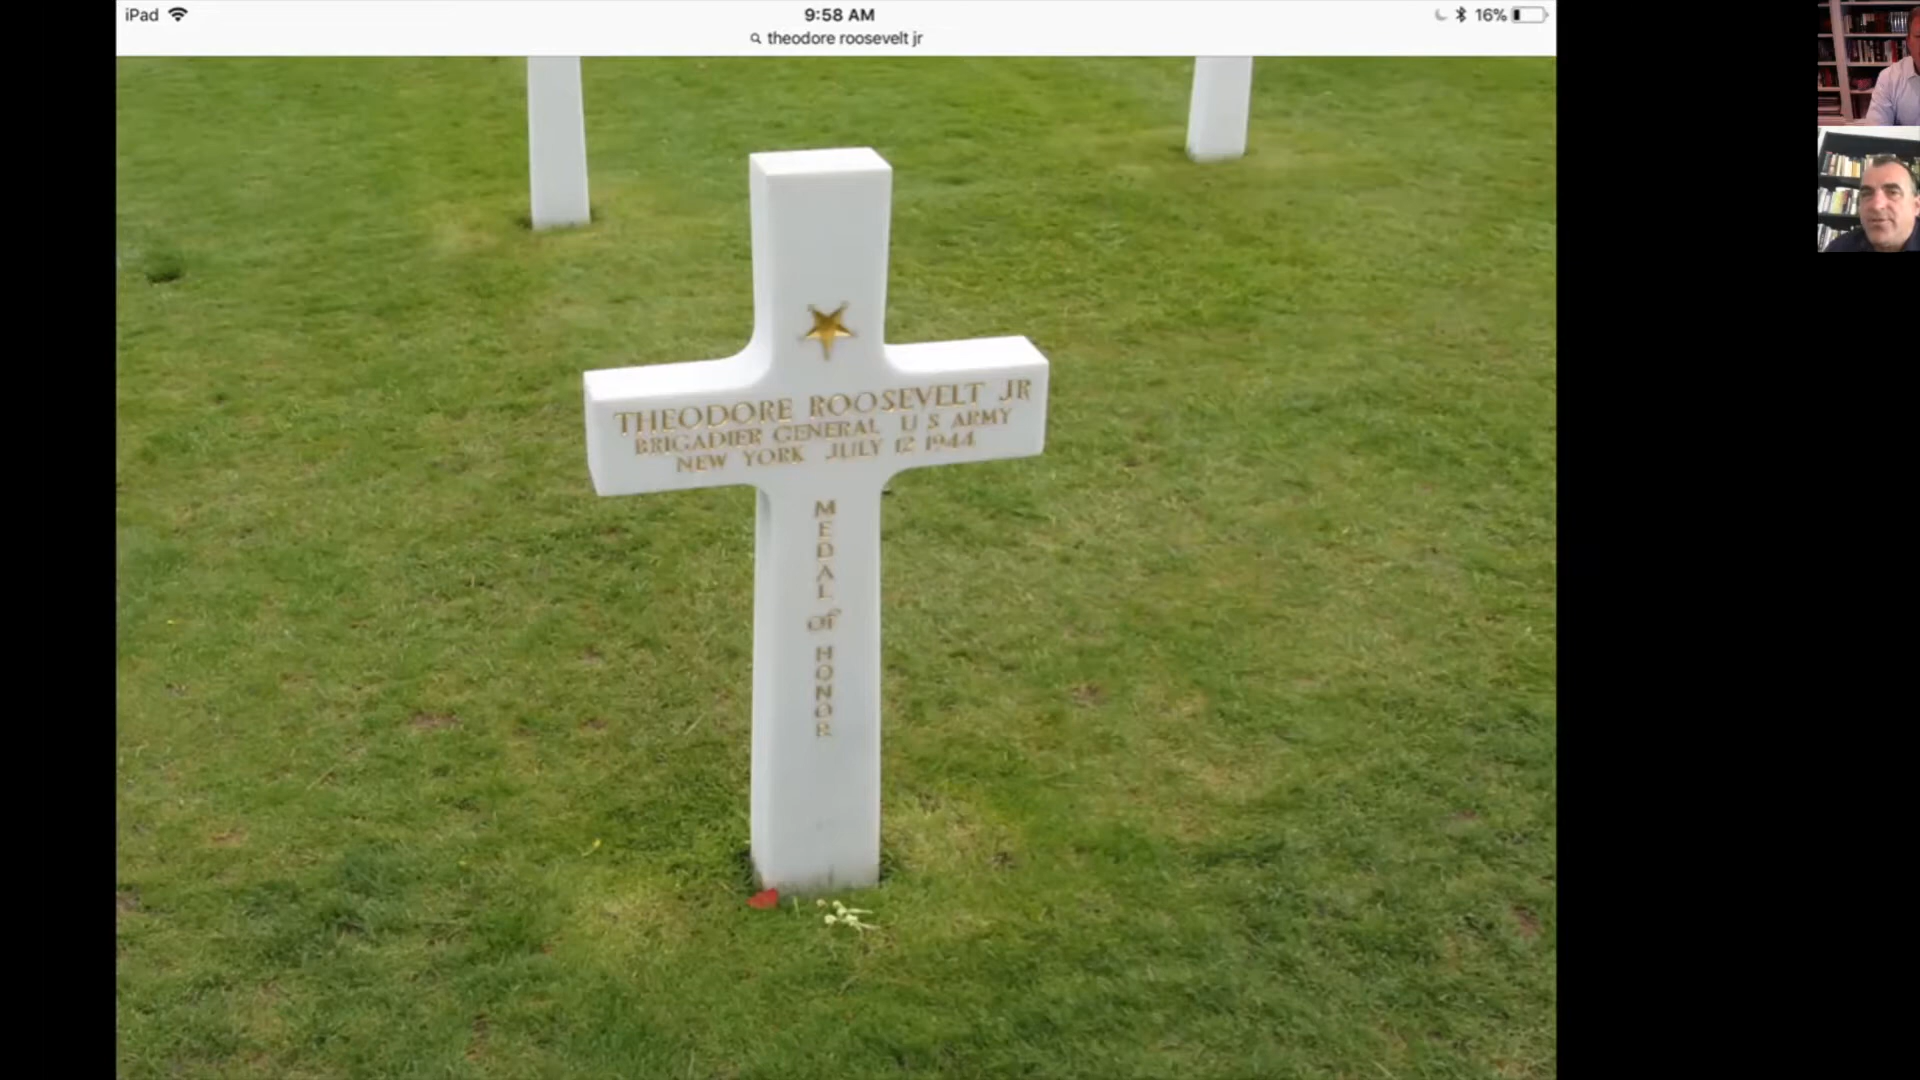 iPad 9:58 AM 16%
theodore roosevelt jr
THEODORE ROOSEVELT JR
BRIGADIER GENERAL U S ARMY
NEW YORK JULY 12 1944
MEDAL
of
HONOR